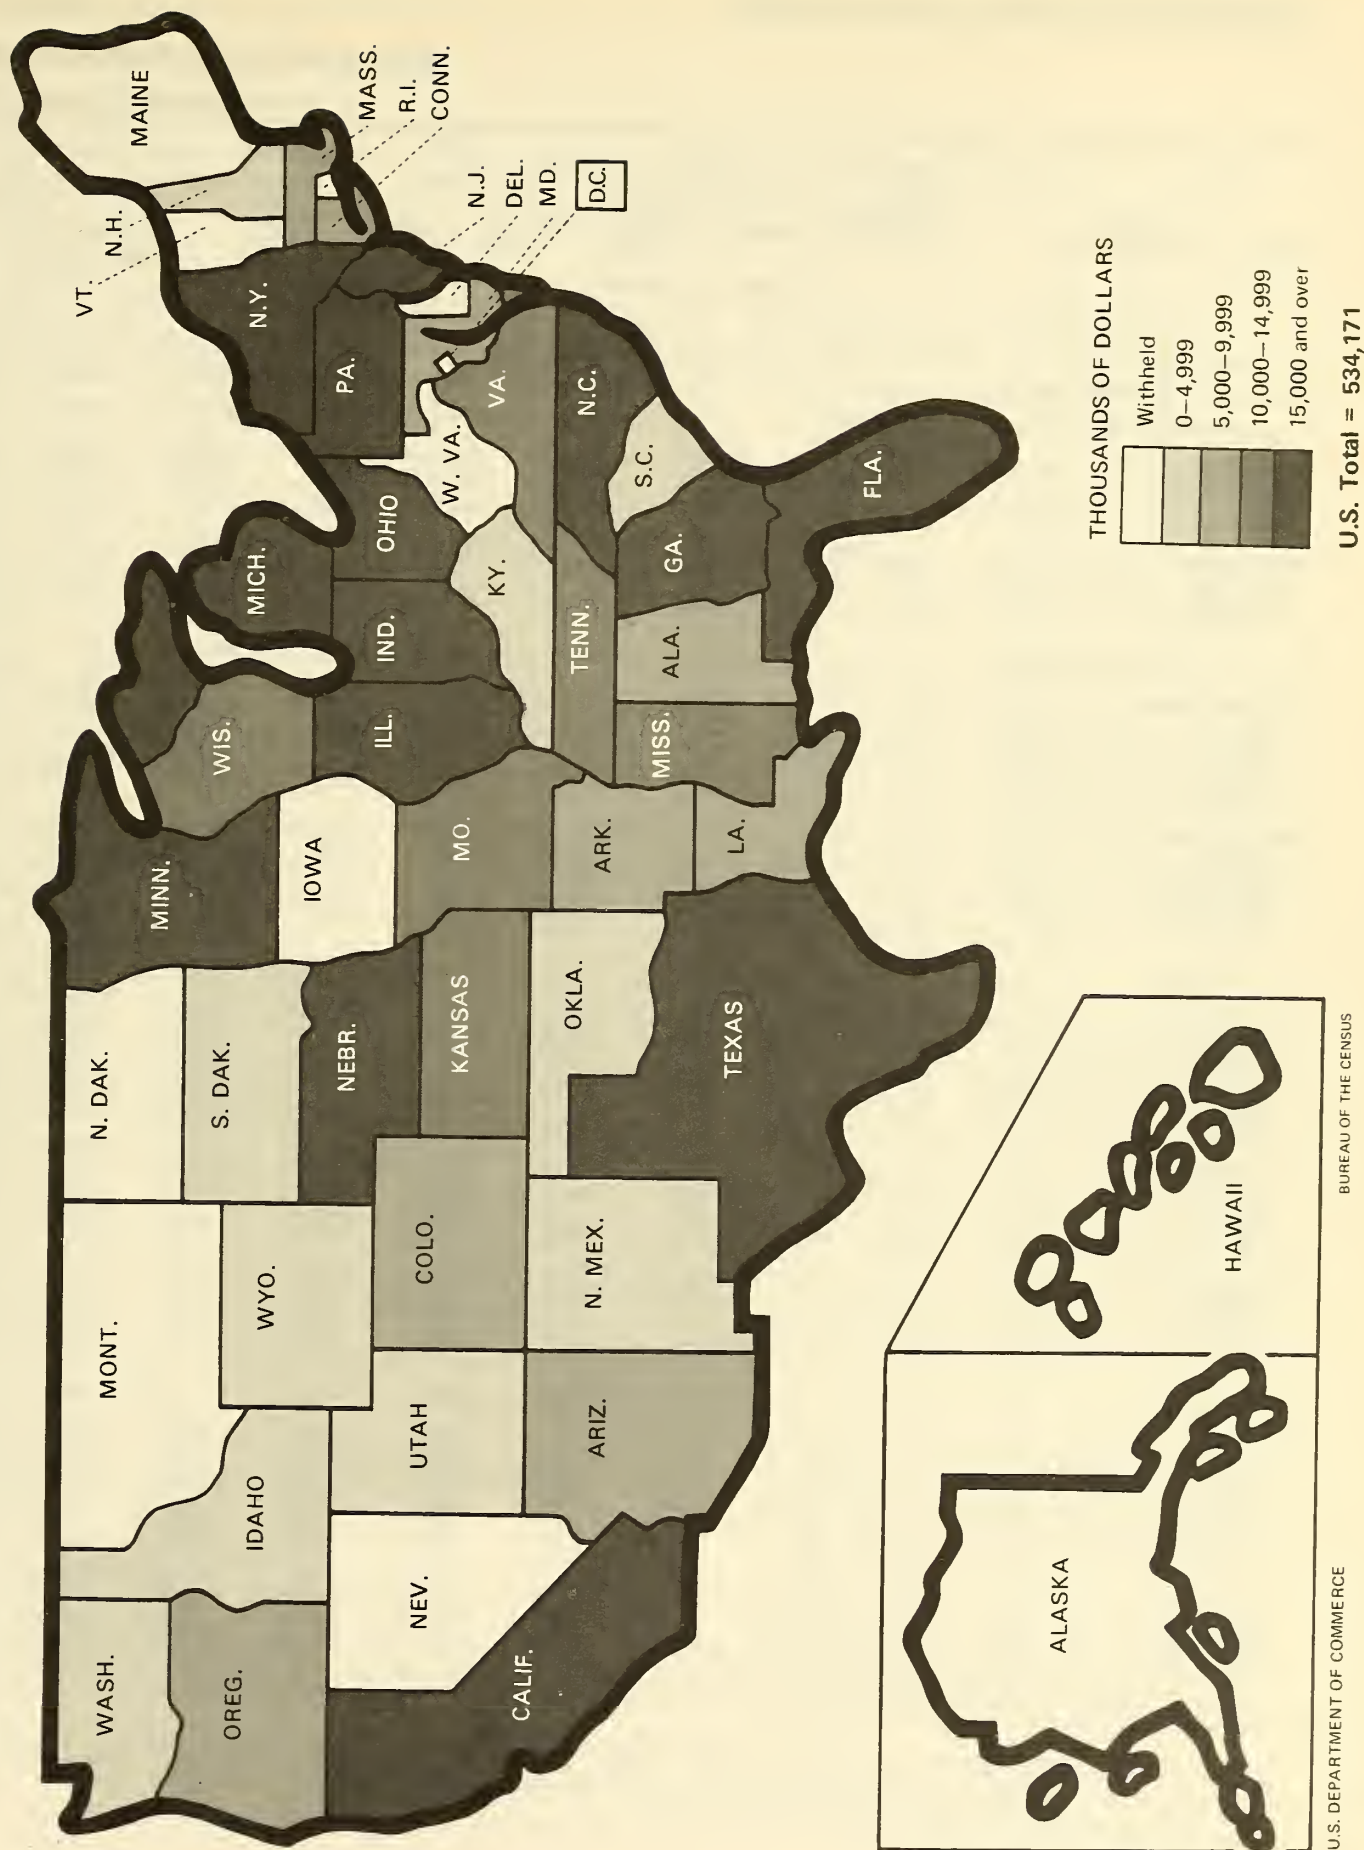 WASH.
OREG.
CALIF.
IDAHO
NEV.
MONT.
WYO.
UTAH
ARIZ.
COLO.
N. MEX.
N. DAK.
S. DAK.
NEBR.
KANSAS
OKLA.
TEXAS
MINN.
IOWA
MO.
ARK.
LA.
WIS.
ILL.
MISS.
MICH.
IND.
OHIO
KY.
TENN.
ALA.
GA.
FLA.
S.C.
N.C.
VA.
W. VA.
PA.
N.Y.
VT.
N.H.
MAINE
MASS.
R.I.
CONN.
N.J.
DEL.
MD.
D.C.
ALASKA
HAWAII
THOUSANDS OF DOLLARS
Withheld
0–4,999
5,000–9,999
10,000–14,999
15,000 and over
U.S. Total = 534,171
U.S. DEPARTMENT OF COMMERCE
BUREAU OF THE CENSUS